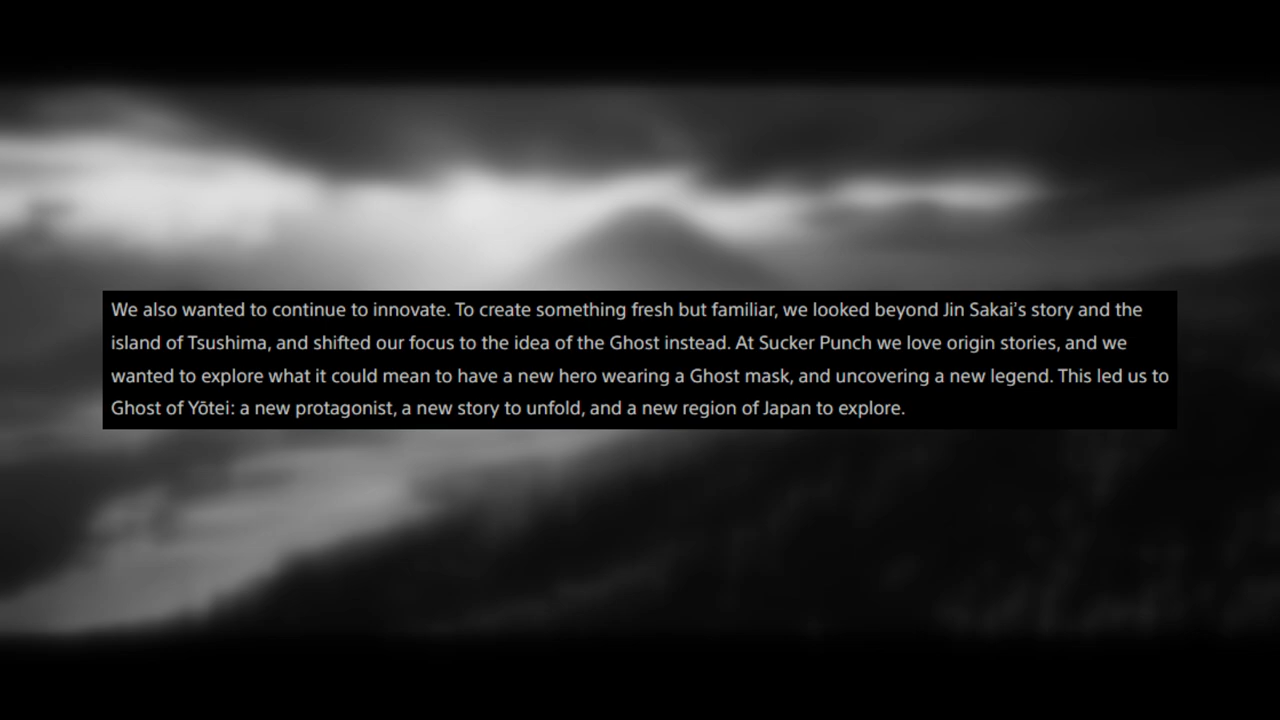 We also wanted to continue to innovate. To create something fresh but familiar, we looked beyond Jin Sakai's story and the
island of Tsushima, and shifted our focus to the idea of the Ghost instead. At Sucker Punch we love origin stories, and we
wanted to explore what it could mean to have a new hero wearing a Ghost mask, and uncovering a new legend. This led us to
Ghost of Yōtei: a new protagonist, a new story to unfold, and a new region of Japan to explore.